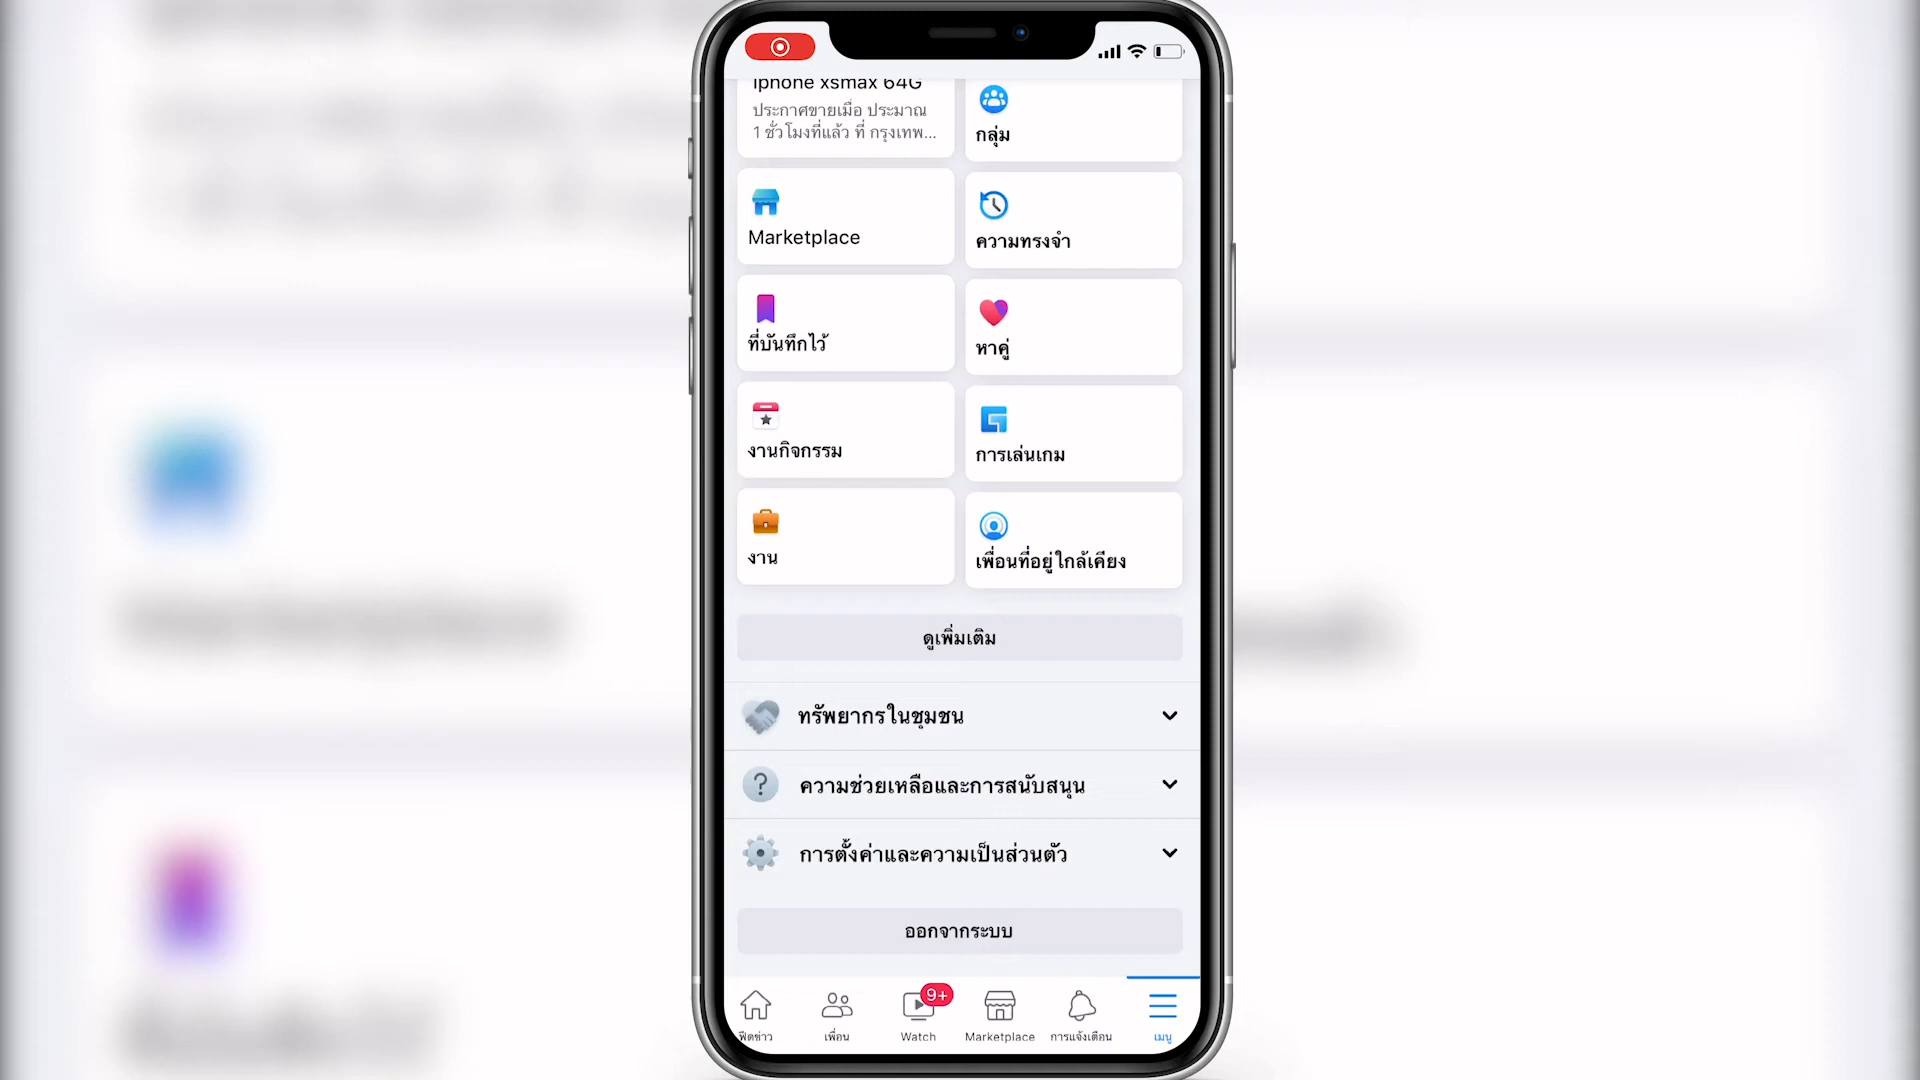 iphone xsmax 64G
ประกาศขายเมื่อ ประมาณ
1 ชั่วโมงที่แล้ว ที่ กรุงเทพ...
กลุ่ม
Marketplace
ความทรงจำ
ที่บันทึกไว้
หาคู่
งานกิจกรรม
การเล่นเกม
งาน
เพื่อนที่อยู่ใกล้เคียง
ดูเพิ่มเติม
ทรัพยากรในชุมชน
ความช่วยเหลือและการสนับสนุน
การตั้งค่าและความเป็นส่วนตัว
ออกจากระบบ
9+
ฟีดข่าว
เพื่อน
Watch
Marketplace
การแจ้งเตือน
เมนู